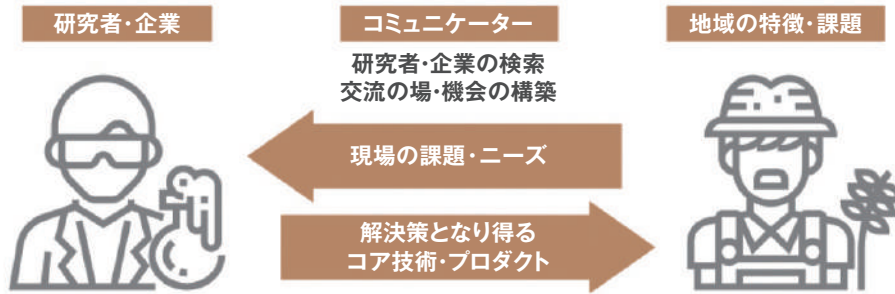 研究者・企業
コミュニケーター
地域の特徴・課題
研究者・企業の検索
交流の場・機会の構築
現場の課題・ニーズ
解決策となり得る
コア技術・プロダクト